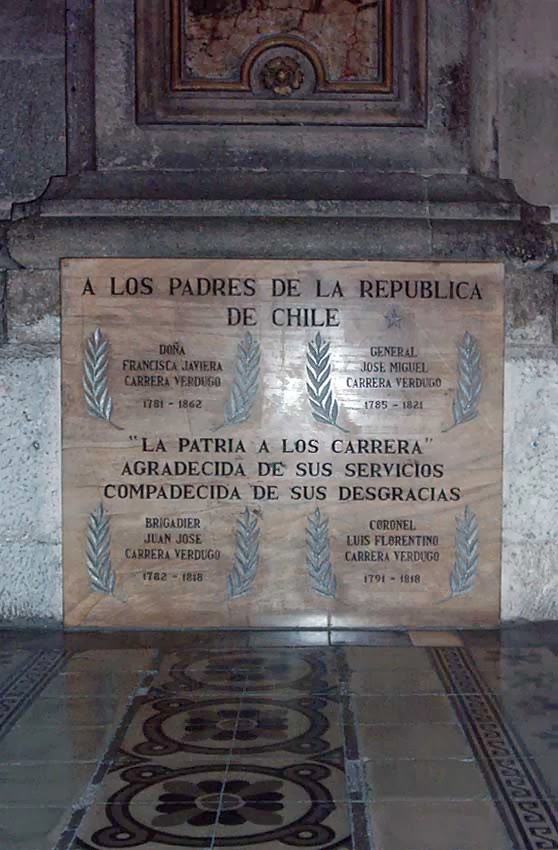 A LOS PADRES DE LA REPUBLICA
DE CHILE
DOÑA
FRANCISCA JAVIERA
CARRERA VERDUGO
1781 - 1862
GENERAL
JOSE MIGUEL
CARRERA VERDUGO
1785 - 1821
"LA PATRIA A LOS CARRERA"
AGRADECIDA DE SUS SERVICIOS
COMPADECIDA DE SUS DESGRACIAS
BRIGADIER
JUAN JOSE
CARRERA VERDUGO
1782 - 1818
CORONEL
LUIS FLORENTINO
CARRERA VERDUGO
1791 - 1818